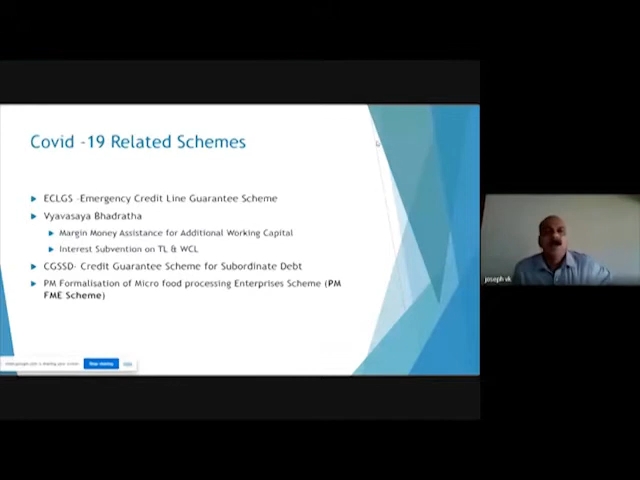 Covid -19 Related Schemes
ECLGS -Emergency Credit Line Guarantee Scheme
Vyavasaya Bhadratha
Margin Money Assistance for Additional Working Capital
Interest Subvention on TL & WCL
CGSSD- Credit Guarantee Scheme for Subordinate Debt
PM Formalisation of Micro food processing Enterprises Scheme (PM
FME Scheme)
Stop sharing
joseph vk